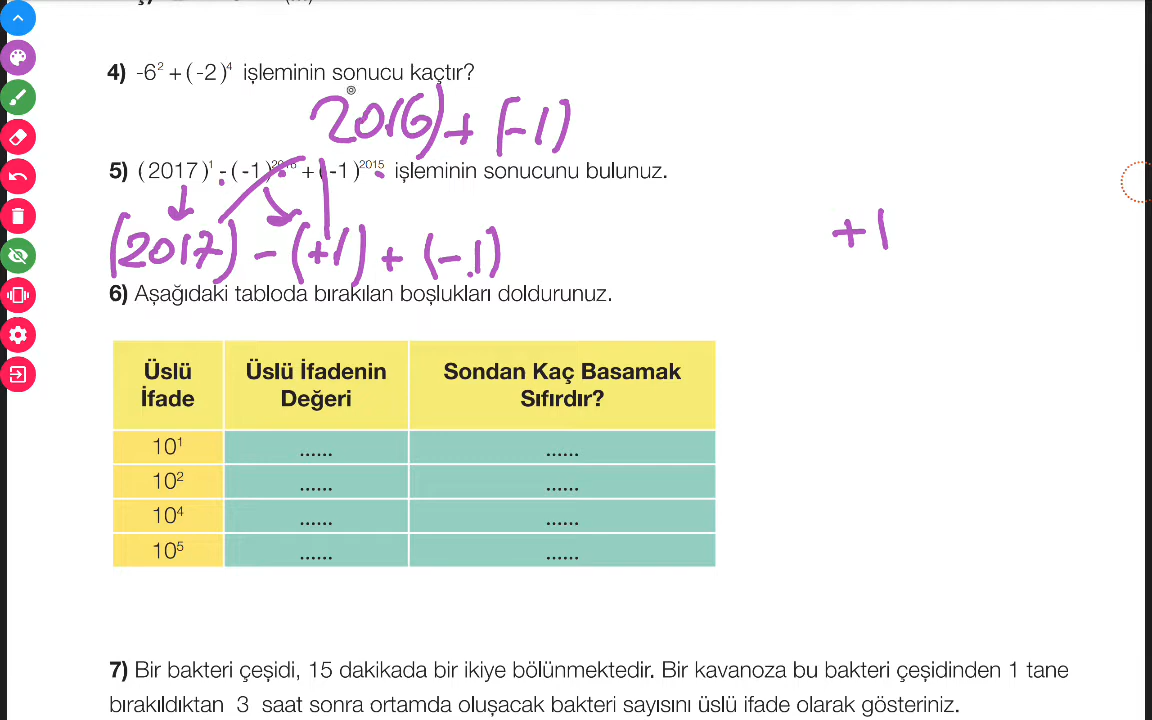 4) -6² + (-2)⁴ işleminin sonucu kaçtır?
2016) + (-1)
5) (2017)¹ - (-1)²⁰¹⁶ + (-1)²⁰¹⁵ işleminin sonucunu bulunuz.
(2017) - (+1) + (-1)
+1
6) Aşağıdaki tabloda bırakılan boşlukları doldurunuz.
Üslü İfade
Üslü İfadenin Değeri
Sondan Kaç Basamak Sıfırdır?
10¹ ...... ......
10² ...... ......
10⁴ ...... ......
10⁵ ...... ......
7) Bir bakteri çeşidi, 15 dakikada bir ikiye bölünmektedir. Bir kavanoza bu bakteri çeşidinden 1 tane
bırakıldıktan 3 saat sonra ortamda oluşacak bakteri sayısını üslü ifade olarak gösteriniz.